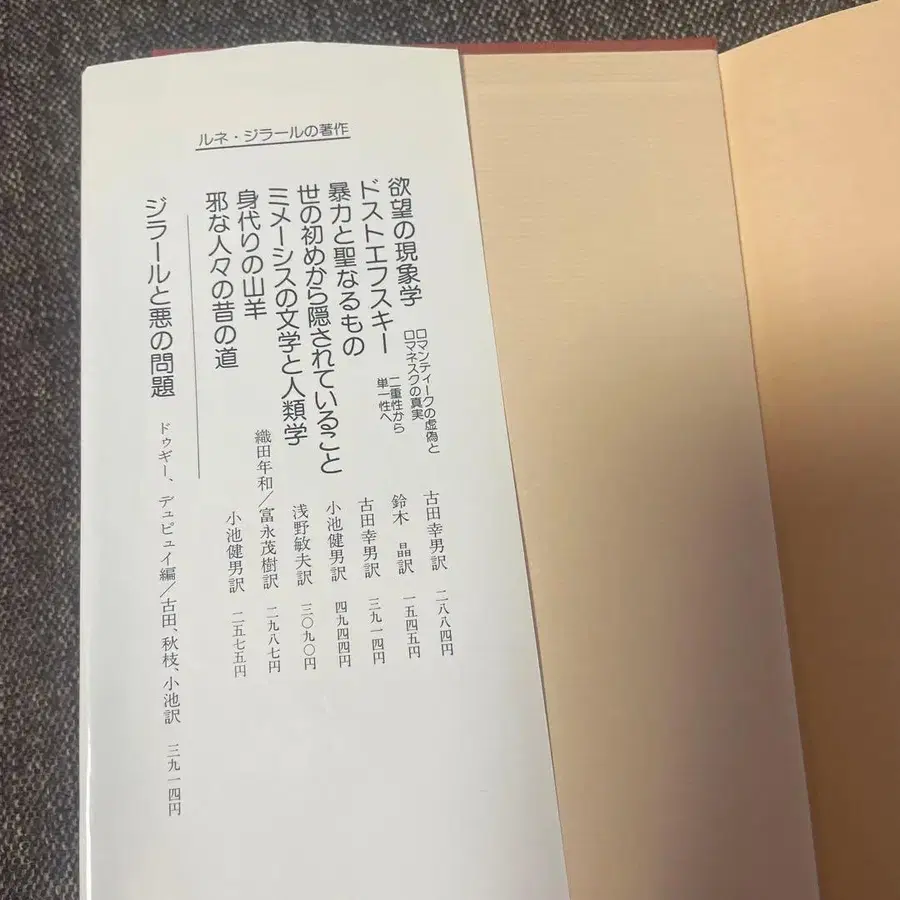 ルネ・ジラールの著作
欲望の現象学 ロマンティークの虚偽と
ロマネスクの真実 古田幸男訳 二八八四円
ドストエフスキー 二重性から
単一性へ 鈴木 晶訳 一五四五円
暴力と聖なるもの 古田幸男訳 三九一四円
世の初めから隠されていること 小池健男訳 四九四四円
ミメーシスの文学と人類学 浅野敏夫訳 三〇九〇円
身代りの山羊 織田年和/富永茂樹訳 二九八七円
邪な人々の昔の道 小池健男訳 二五七五円
ジラールと悪の問題 ドゥギー、デュピュイ編/古田、秋枝、小池訳 三九一四円